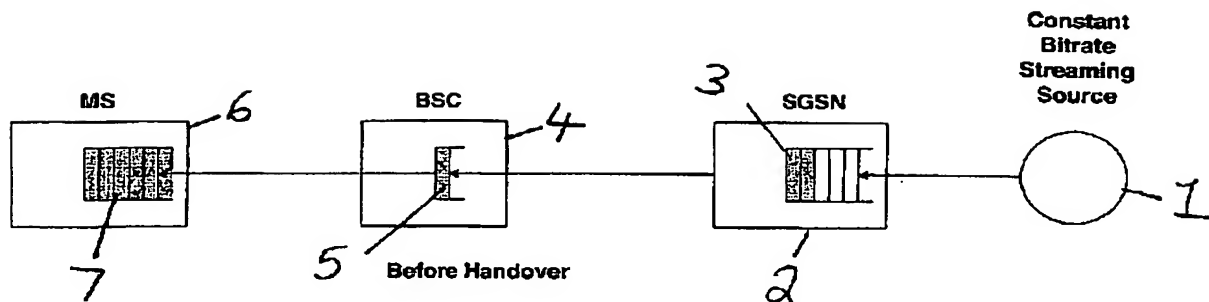 Constant
Bitrate
Streaming
Source
MS
BSC
SGSN
6
4
3
1
7
5
2
Before Handover